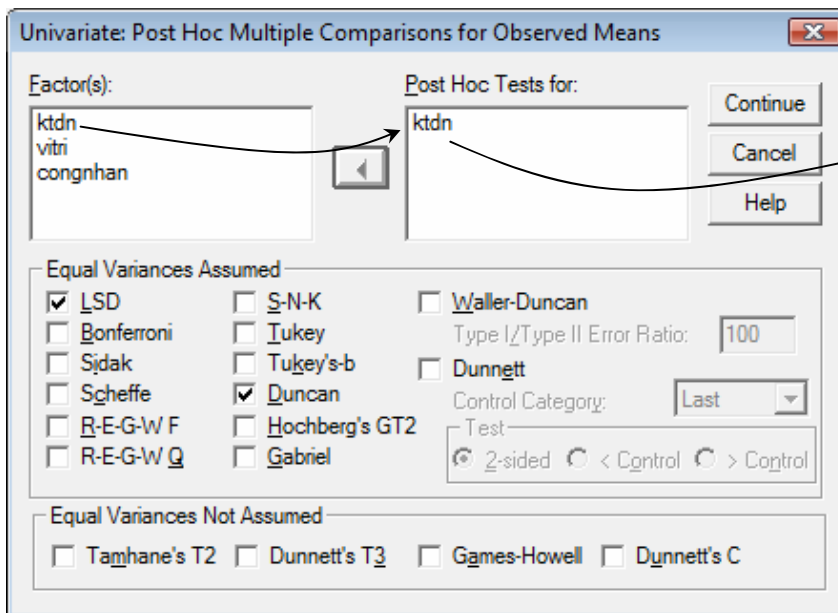 Univariate: Post Hoc Multiple Comparisons for Observed Means
Factor(s):
ktdn
vitri
congnhan
Post Hoc Tests for:
ktdn
Continue
Cancel
Help
Equal Variances Assumed
LSD
Bonferroni
Sidak
Scheffe
R-E-G-W F
R-E-G-W Q
S-N-K
Tukey
Tukey's-b
Duncan
Hochberg's GT2
Gabriel
Waller-Duncan
Type I/Type II Error Ratio: 100
Dunnett
Control Category: Last
Test
2-sided < Control > Control
Equal Variances Not Assumed
Tamhane's T2 Dunnett's T3 Games-Howell Dunnett's C